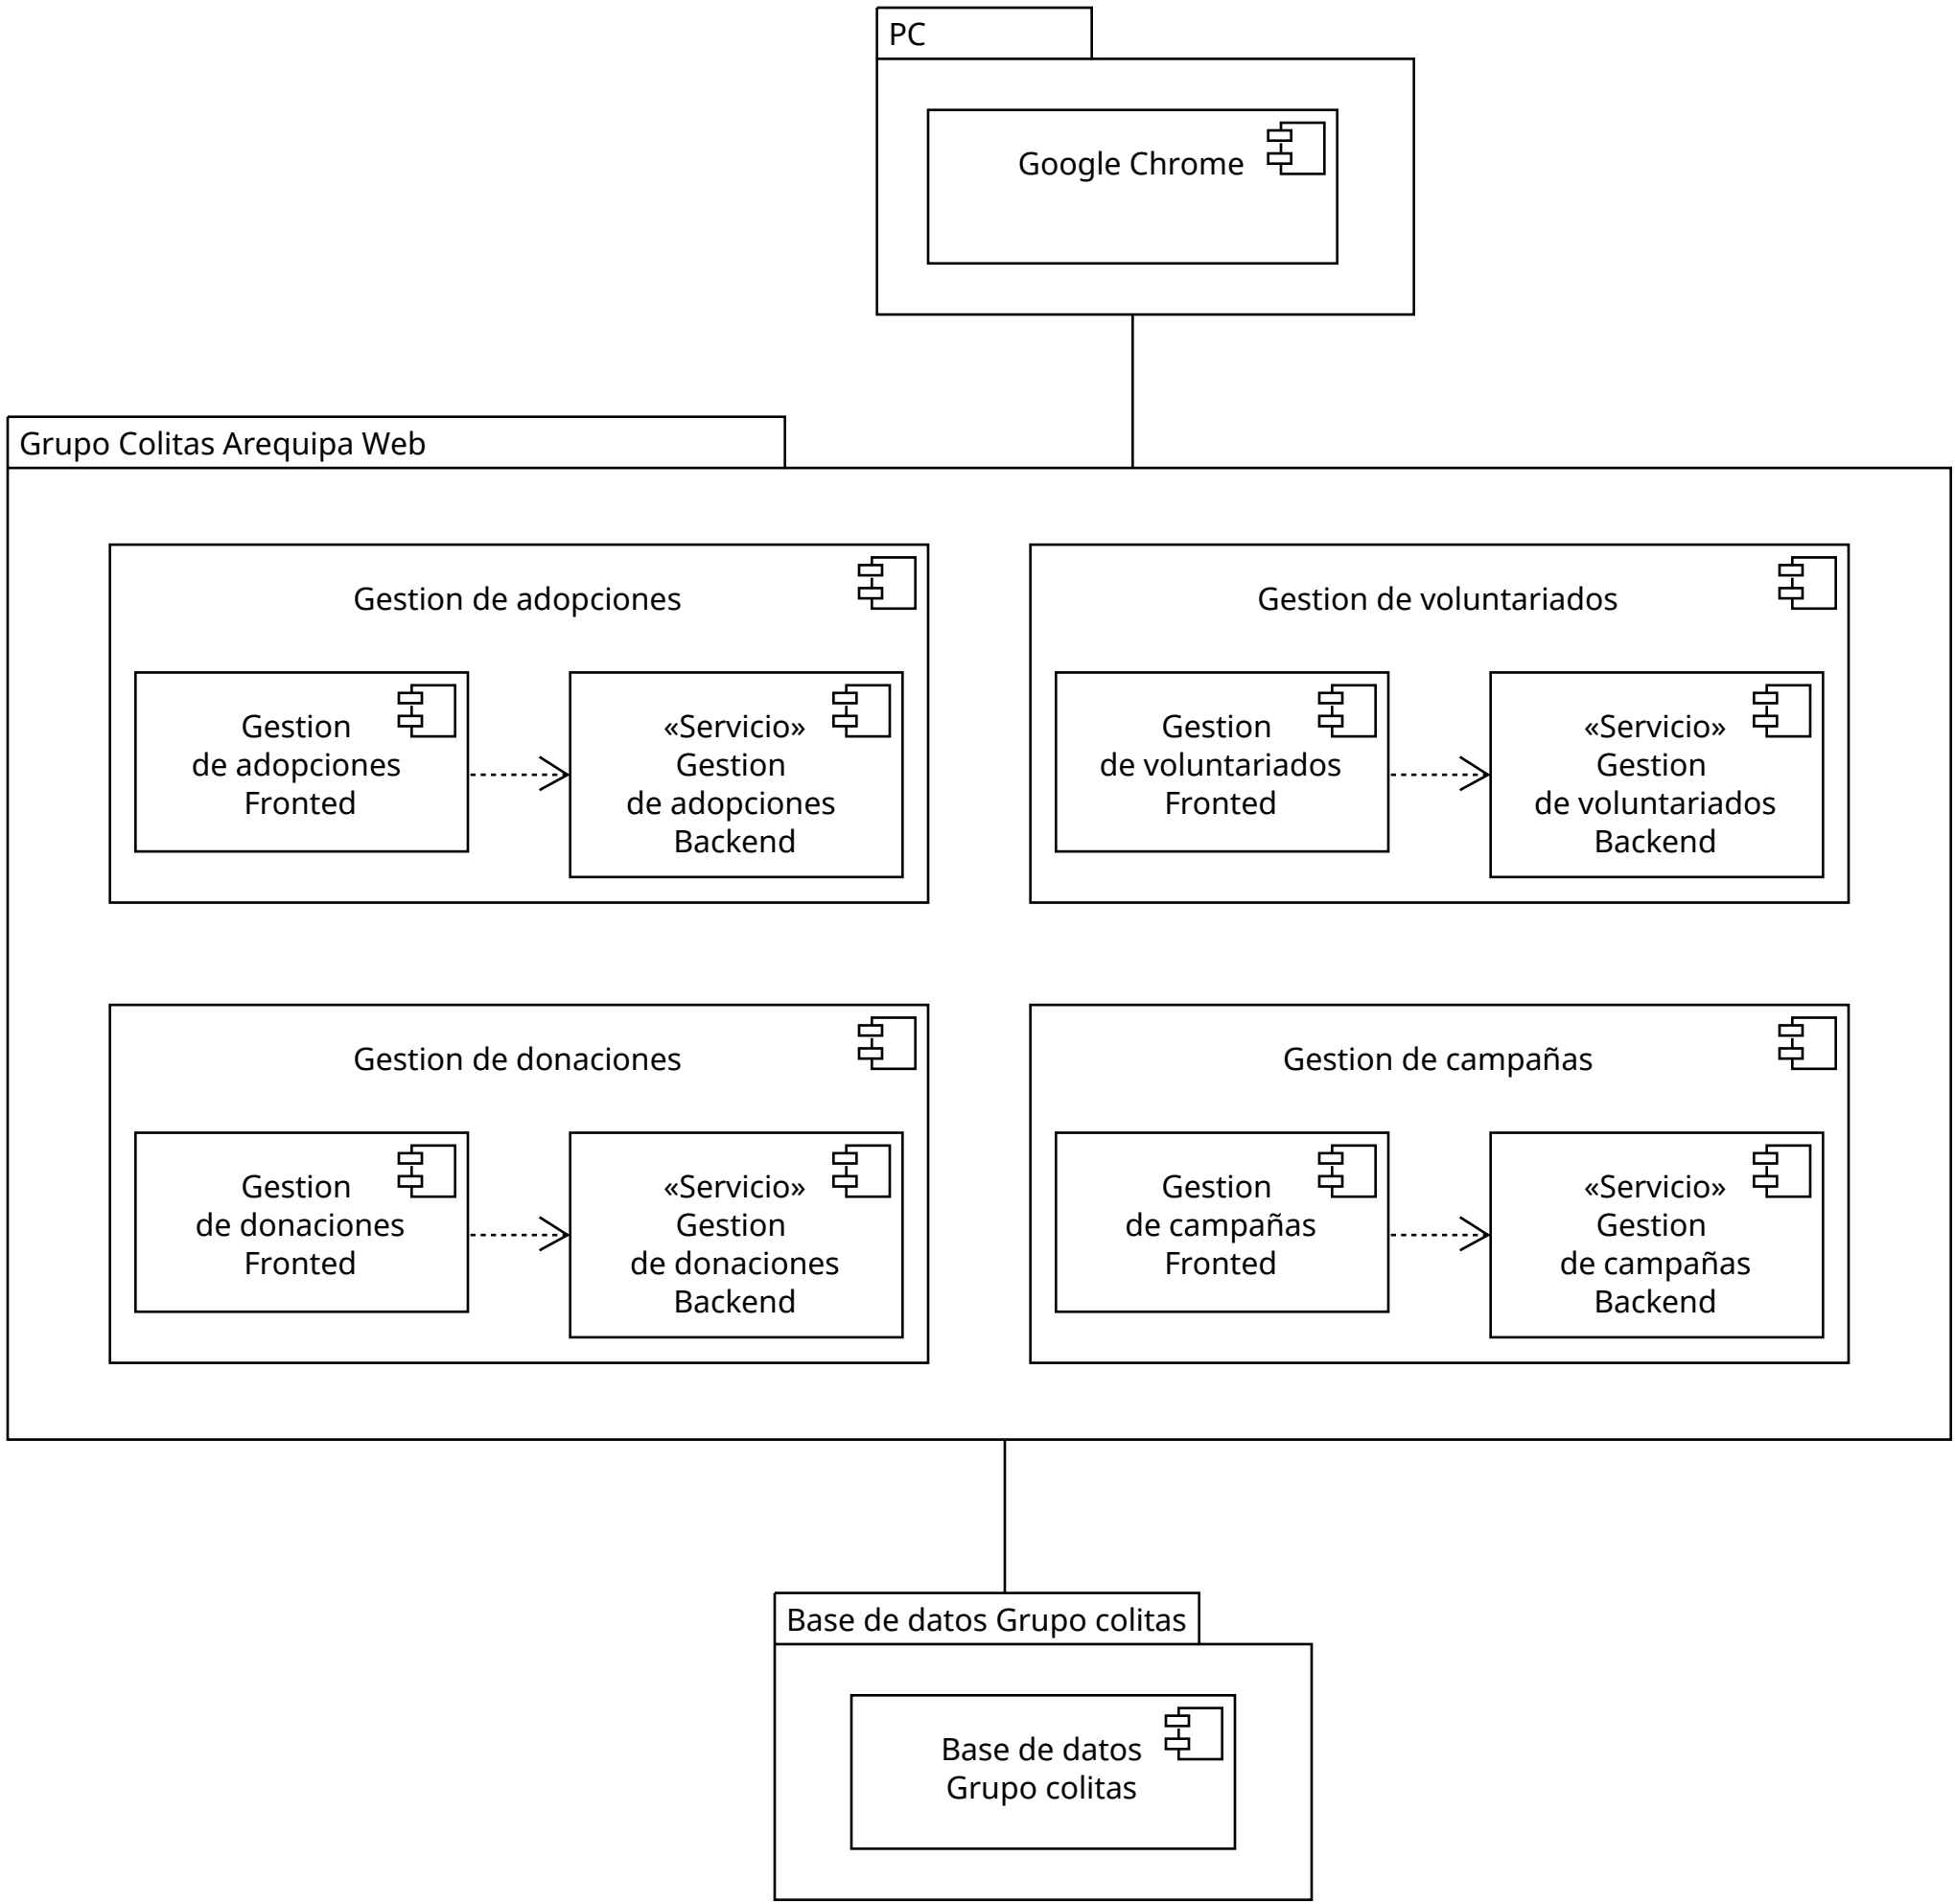 PC
Google Chrome
Grupo Colitas Arequipa Web
Gestion de adopciones
Gestion
de adopciones
Fronted
«Servicio»
Gestion
de adopciones
Backend
Gestion de voluntariados
Gestion
de voluntariados
Fronted
«Servicio»
Gestion
de voluntariados
Backend
Gestion de donaciones
Gestion
de donaciones
Fronted
«Servicio»
Gestion
de donaciones
Backend
Gestion de campañas
Gestion
de campañas
Fronted
«Servicio»
Gestion
de campañas
Backend
Base de datos Grupo colitas
Base de datos
Grupo colitas